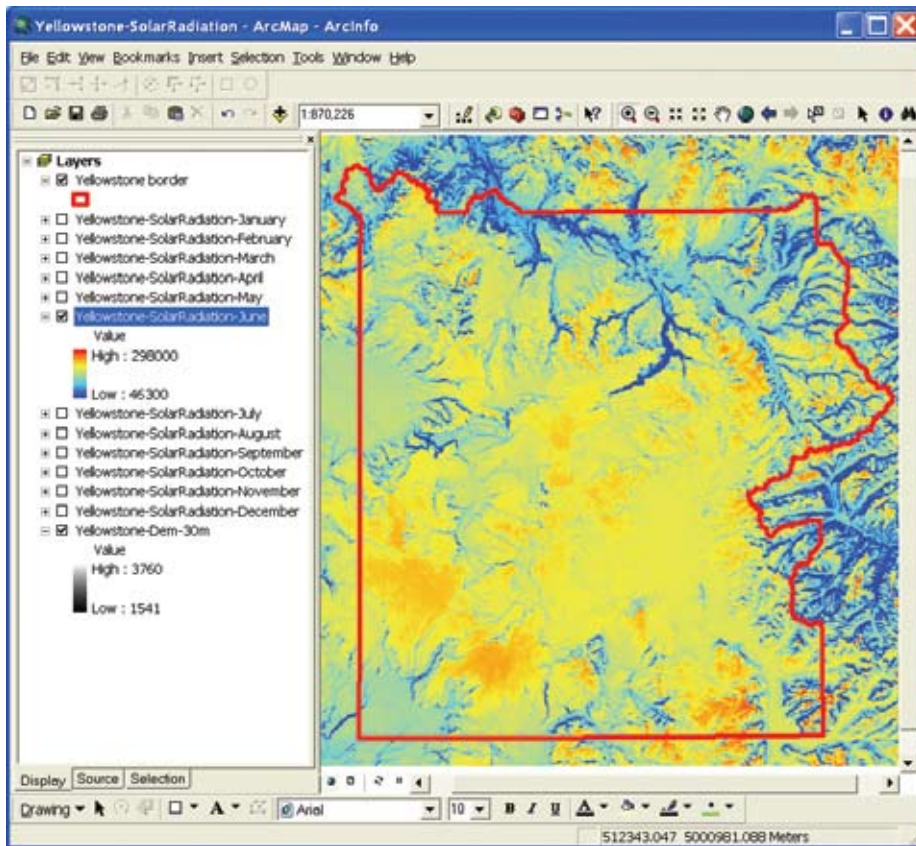 Yellowstone-SolarRadiation - ArcMap - ArcInfo
File Edit View Bookmarks Insert Selection Tools Window Help
1:870,226
Layers
Yellowstone border
Yellowstone-SolarRadiation-January
Yellowstone-SolarRadiation-February
Yellowstone-SolarRadiation-March
Yellowstone-SolarRadiation-April
Yellowstone-SolarRadiation-May
Yellowstone-SolarRadiation-June
Value
High : 298000
Low : 46300
Yellowstone-SolarRadiation-July
Yellowstone-SolarRadiation-August
Yellowstone-SolarRadiation-September
Yellowstone-SolarRadiation-October
Yellowstone-SolarRadiation-November
Yellowstone-SolarRadiation-December
Yellowstone-Dem-30m
Value
High : 3760
Low : 1541
Display Source Selection
Drawing A Arial 10 B I U A
512343.047 5000981.088 Meters